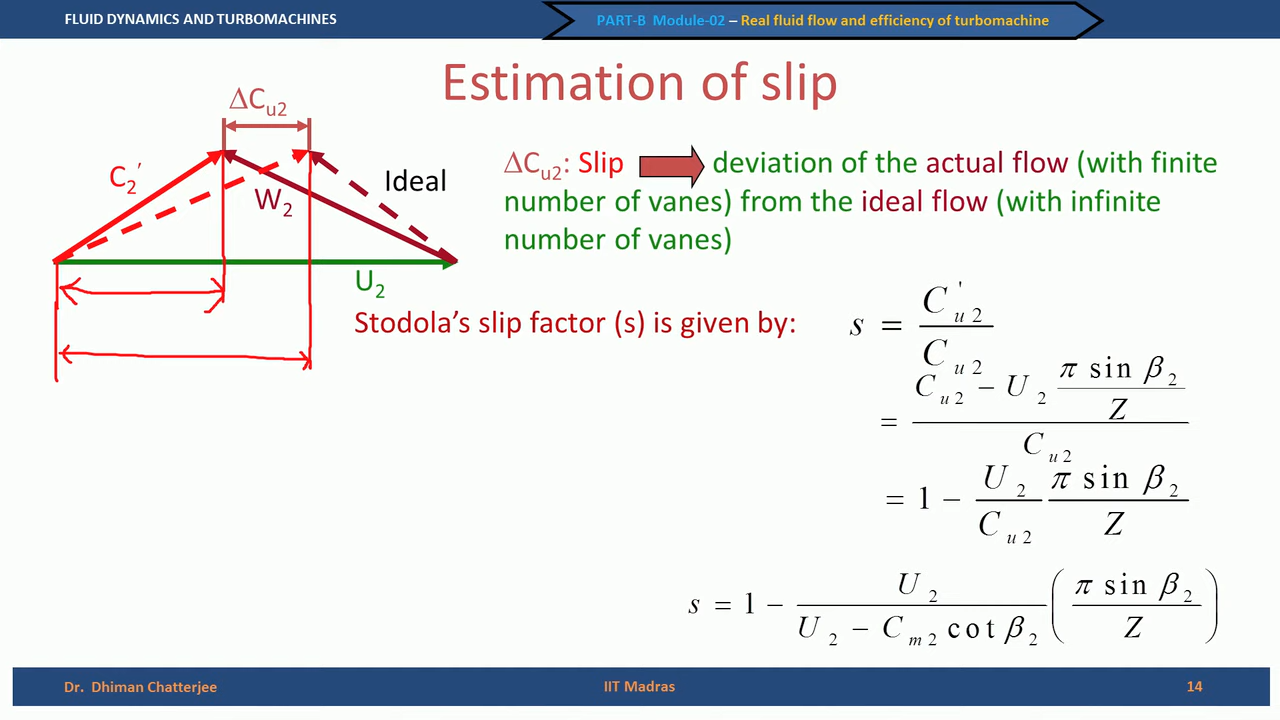 FLUID DYNAMICS AND TURBOMACHINES
PART-B Module-02 – Real fluid flow and efficiency of turbomachine
Estimation of slip
ΔCu2
C2′
W2
Ideal
U2
ΔCu2: Slip deviation of the actual flow (with finite
number of vanes) from the ideal flow (with infinite
number of vanes)
Stodola's slip factor (s) is given by:
s = C'u2 / Cu2
= (Cu2 − U2 (π sin β2 / Z)) / Cu2
= 1 − (U2 / Cu2) (π sin β2 / Z)
s = 1 − (U2 / (U2 − Cm2 cot β2)) (π sin β2 / Z)
Dr. Dhiman Chatterjee
IIT Madras
14